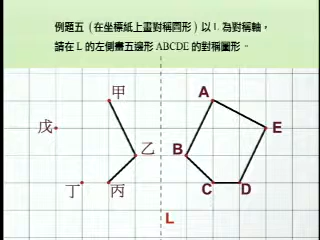 例題五 (在坐標紙上畫對稱圖形) 以 L 為對稱軸，
請在 L 的左側畫五邊形 ABCDE 的對稱圖形。
甲 A
戊 E
乙 B
丁 丙 C D
L